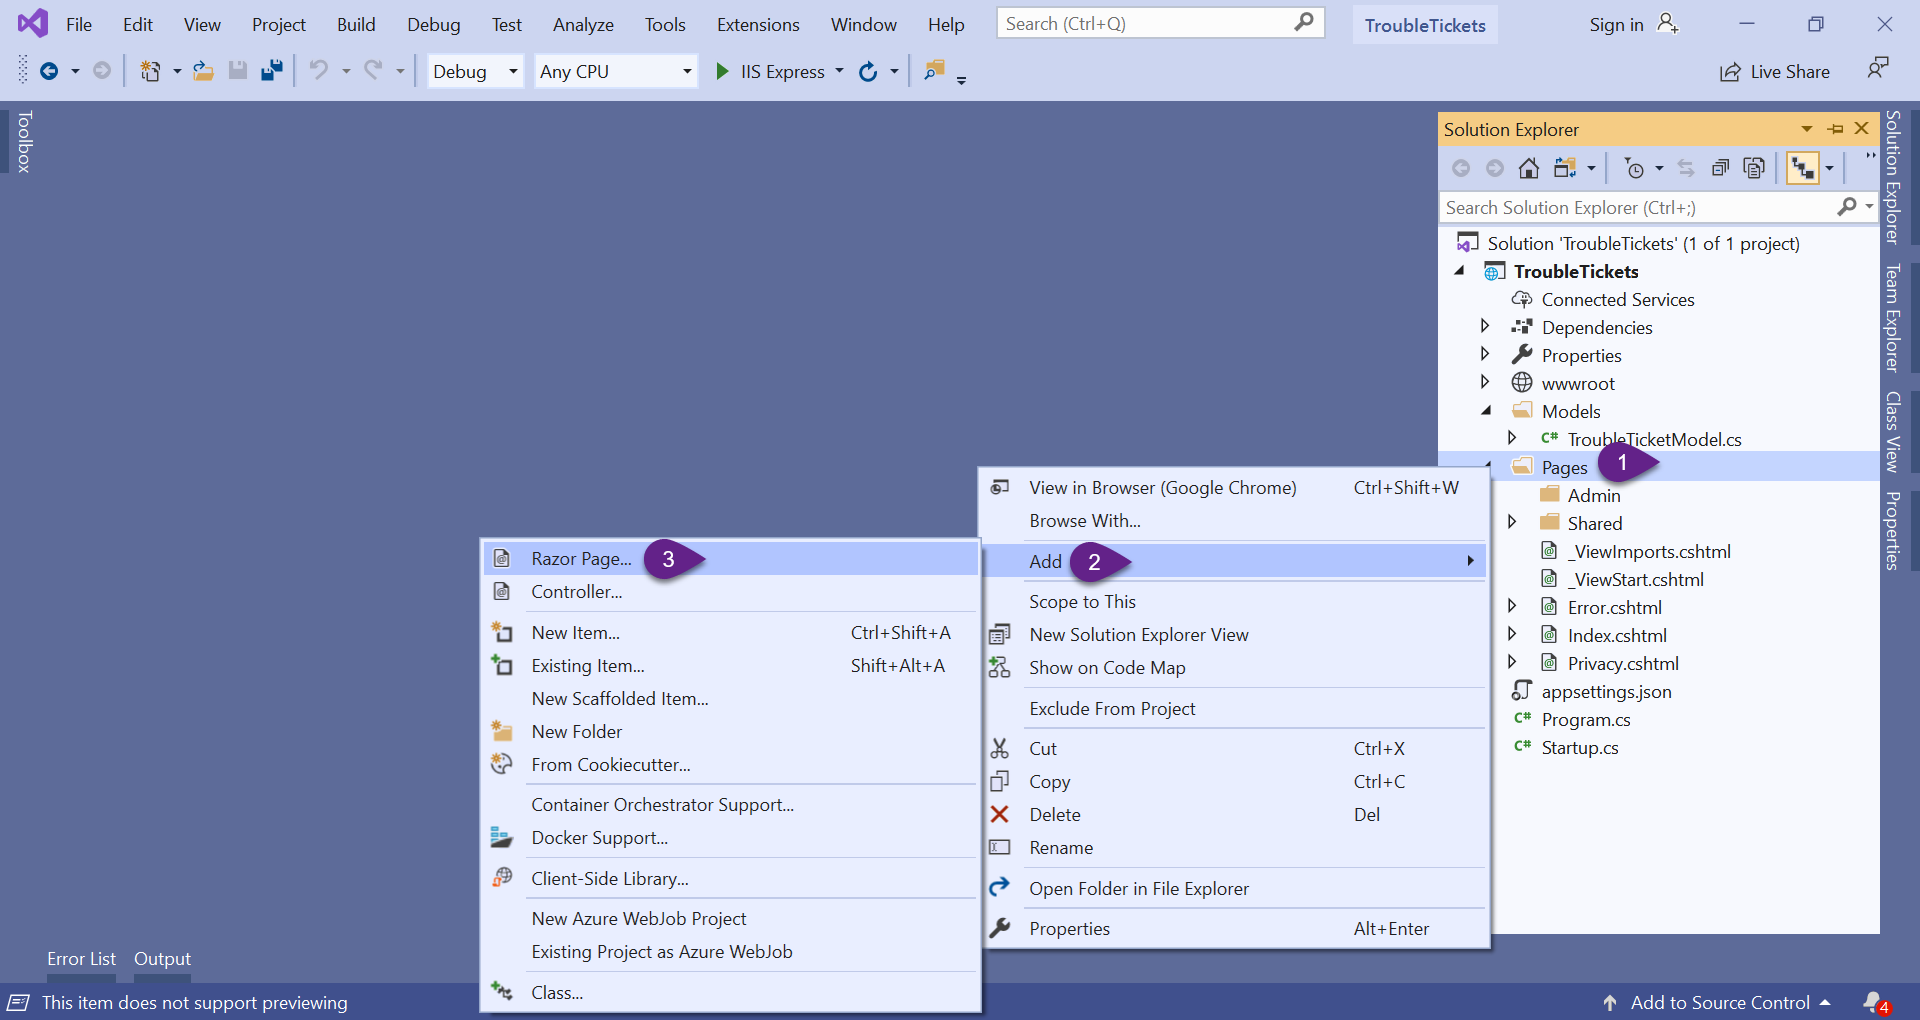 File Edit View Project Build Debug Test Analyze Tools Extensions Window Help Search (Ctrl+Q) TroubleTickets Sign in
Debug Any CPU IIS Express Live Share
Toolbox
Solution Explorer
Search Solution Explorer (Ctrl+;)
Solution 'TroubleTickets' (1 of 1 project)
TroubleTickets
Connected Services
Dependencies
Properties
wwwroot
Models
C# TroubleTicketModel.cs
Pages 1
Admin
Shared
_ViewImports.cshtml
_ViewStart.cshtml
Error.cshtml
Index.cshtml
Privacy.cshtml
appsettings.json
C# Program.cs
C# Startup.cs
Solution Explorer
Team Explorer
Class View
Properties
View in Browser (Google Chrome) Ctrl+Shift+W
Browse With...
Add 2
Scope to This
New Solution Explorer View
Show on Code Map
Exclude From Project
Cut Ctrl+X
Copy Ctrl+C
Delete Del
Rename
Open Folder in File Explorer
Properties Alt+Enter
Razor Page... 3
Controller...
New Item... Ctrl+Shift+A
Existing Item... Shift+Alt+A
New Scaffolded Item...
New Folder
From Cookiecutter...
Container Orchestrator Support...
Docker Support...
Client-Side Library...
New Azure WebJob Project
Existing Project as Azure WebJob
Class...
Error List Output
This item does not support previewing Add to Source Control 4